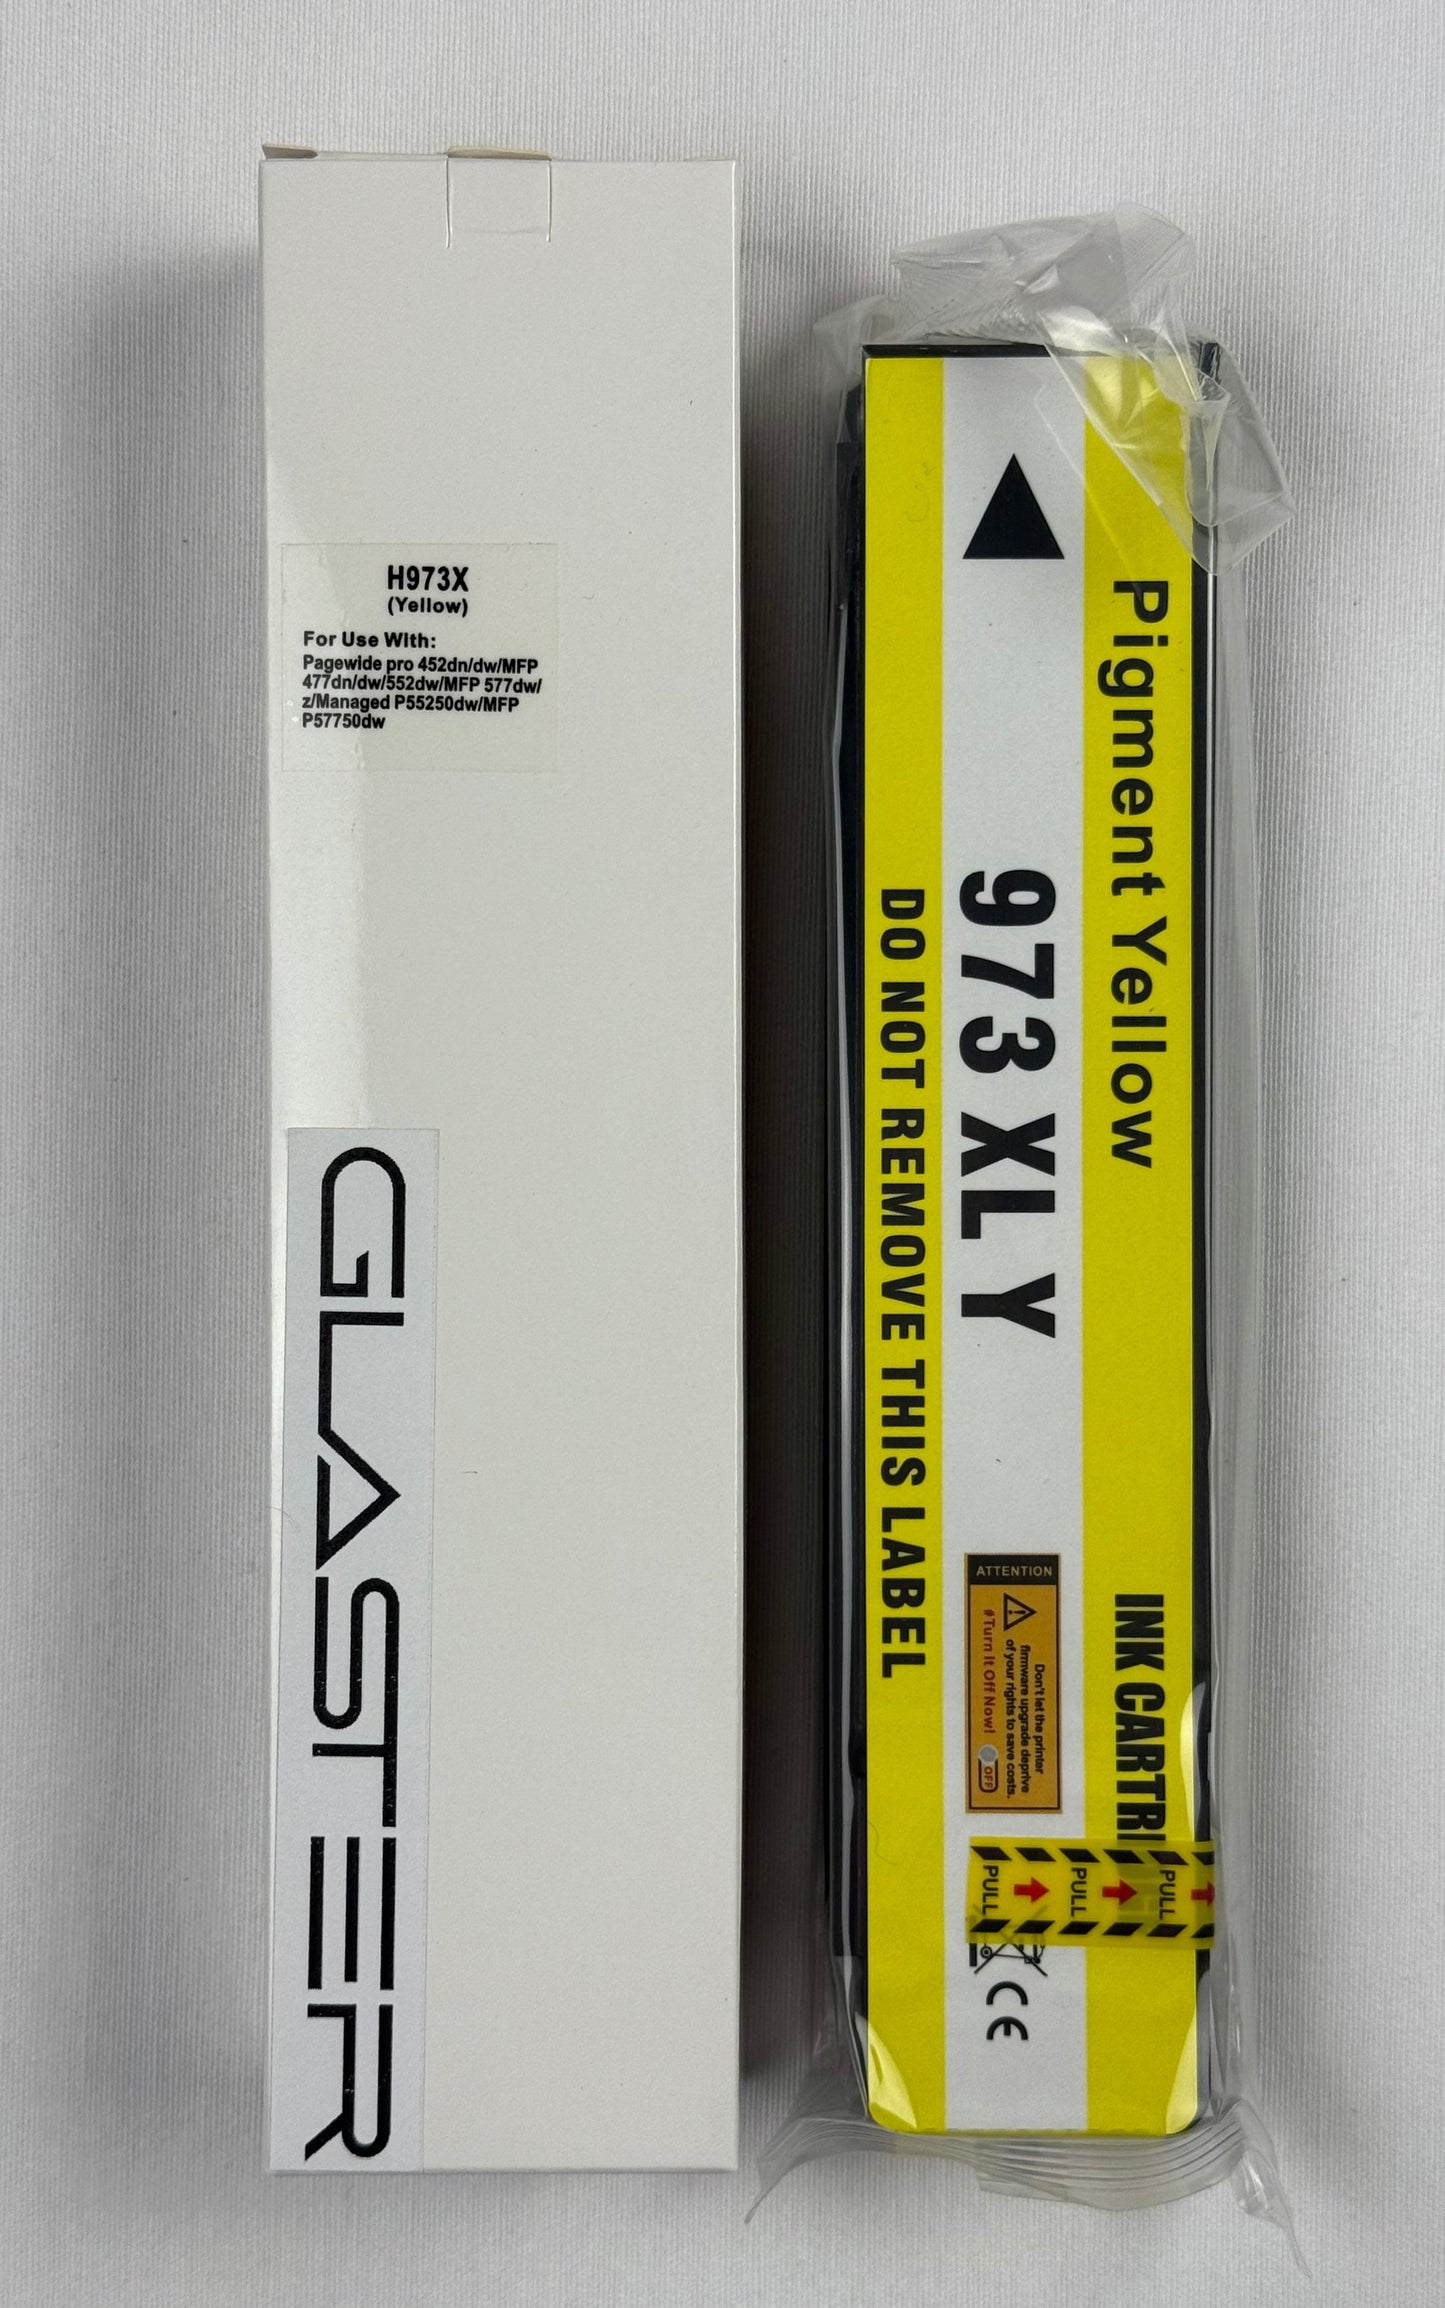 H973X
(Yellow)
For Use With:
Pagewide pro 452dn/dw/MFP
477dn/dw/552dw/MFP 577dw/
z/Managed P55250dw/MFP
P57750dw
GLASTER
Pigment Yellow
INK CARTRI
973 XL Y
DO NOT REMOVE THIS LABEL
ATTENTION
Don't let the printer
firmware upgrade deprive
of your rights to save costs.
#Turn It Off Now!
OFF
PULL
PULL
PULL
CE